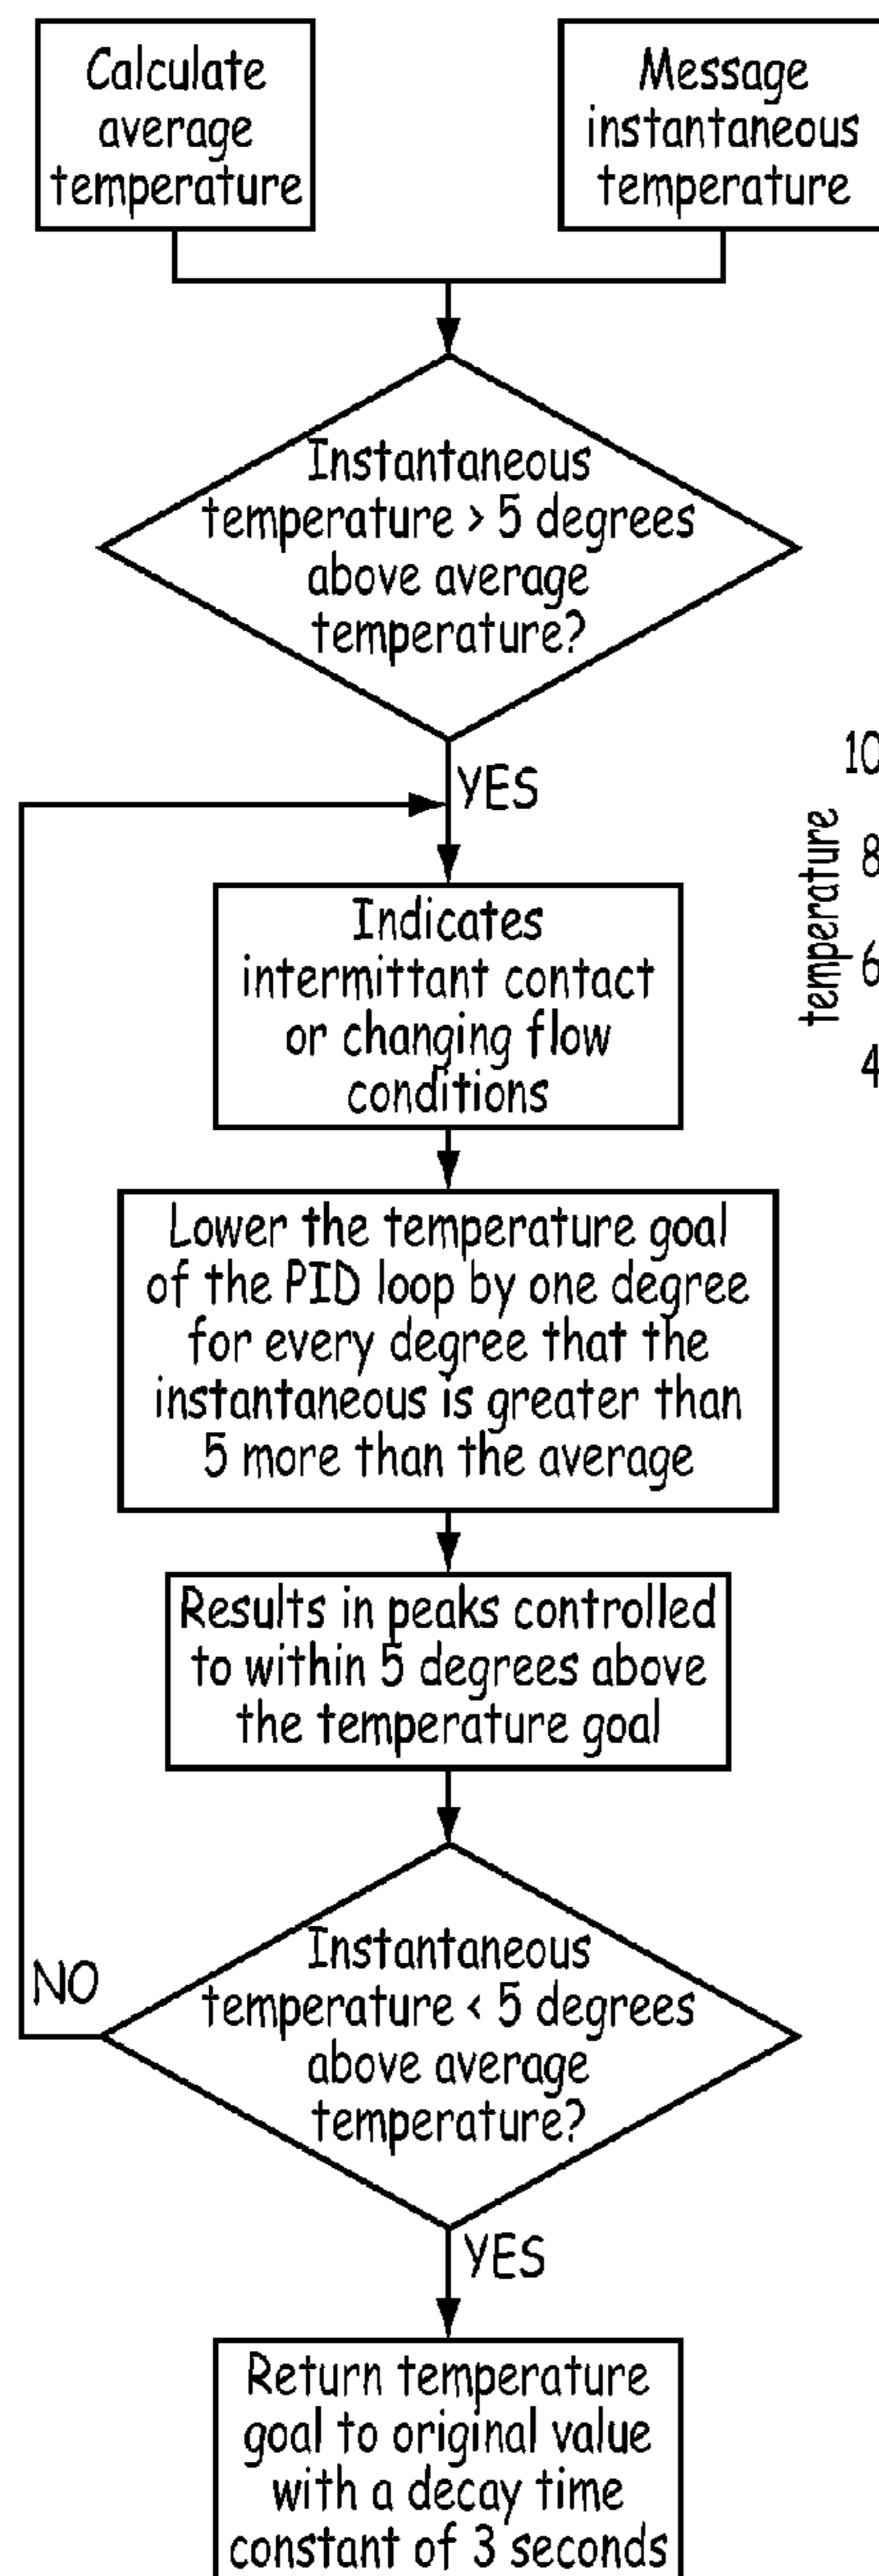 Calculate
average
temperature
Message
instantaneous
temperature
Instantaneous
temperature > 5 degrees
above average
temperature?
YES
10
8
6
4
temperature
Indicates
intermittant contact
or changing flow
conditions
Lower the temperature goal
of the PID loop by one degree
for every degree that the
instantaneous is greater than
5 more than the average
Results in peaks controlled
to within 5 degrees above
the temperature goal
Instantaneous
temperature < 5 degrees
above average
temperature?
NO
YES
Return temperature
goal to original value
with a decay time
constant of 3 seconds